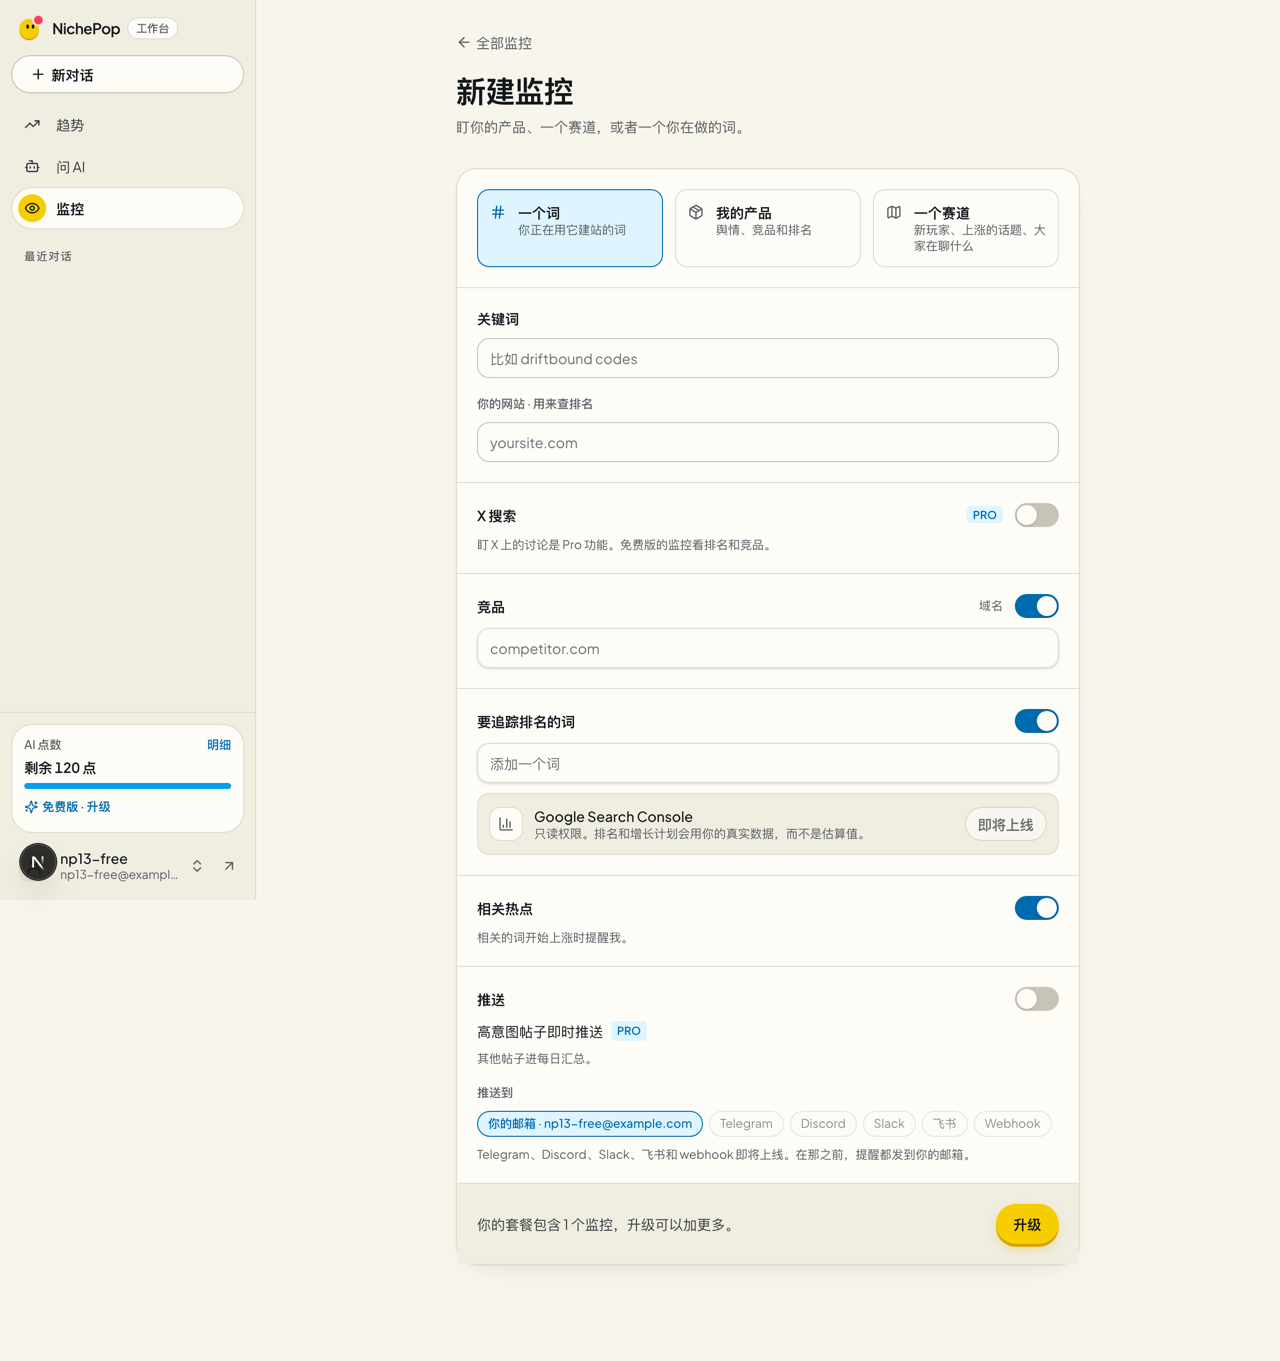 NichePop 工作台
新对话
趋势
问 AI
监控
最近对话
AI 点数 明细
剩余 120 点
免费版 · 升级
N
np13-free
np13-free@exampl...
全部监控
新建监控
盯你的产品、一个赛道，或者一个你在做的词。
一个词
你正在用它建站的词
我的产品
舆情、竞品和排名
一个赛道
新玩家、上涨的话题、大
家在聊什么
关键词
比如 driftbound codes
你的网站 · 用来查排名
yoursite.com
X 搜索 PRO
盯 X 上的讨论是 Pro 功能。免费版的监控看排名和竞品。
竞品 域名
competitor.com
要追踪排名的词
添加一个词
Google Search Console
只读权限。排名和增长计划会用你的真实数据，而不是估算值。
即将上线
相关热点
相关的词开始上涨时提醒我。
推送
高意图帖子即时推送 PRO
其他帖子进每日汇总。
推送到
你的邮箱 · np13-free@example.com Telegram Discord Slack 飞书 Webhook
Telegram、Discord、Slack、飞书和 webhook 即将上线。在那之前，提醒都发到你的邮箱。
你的套餐包含 1 个监控，升级可以加更多。 升级